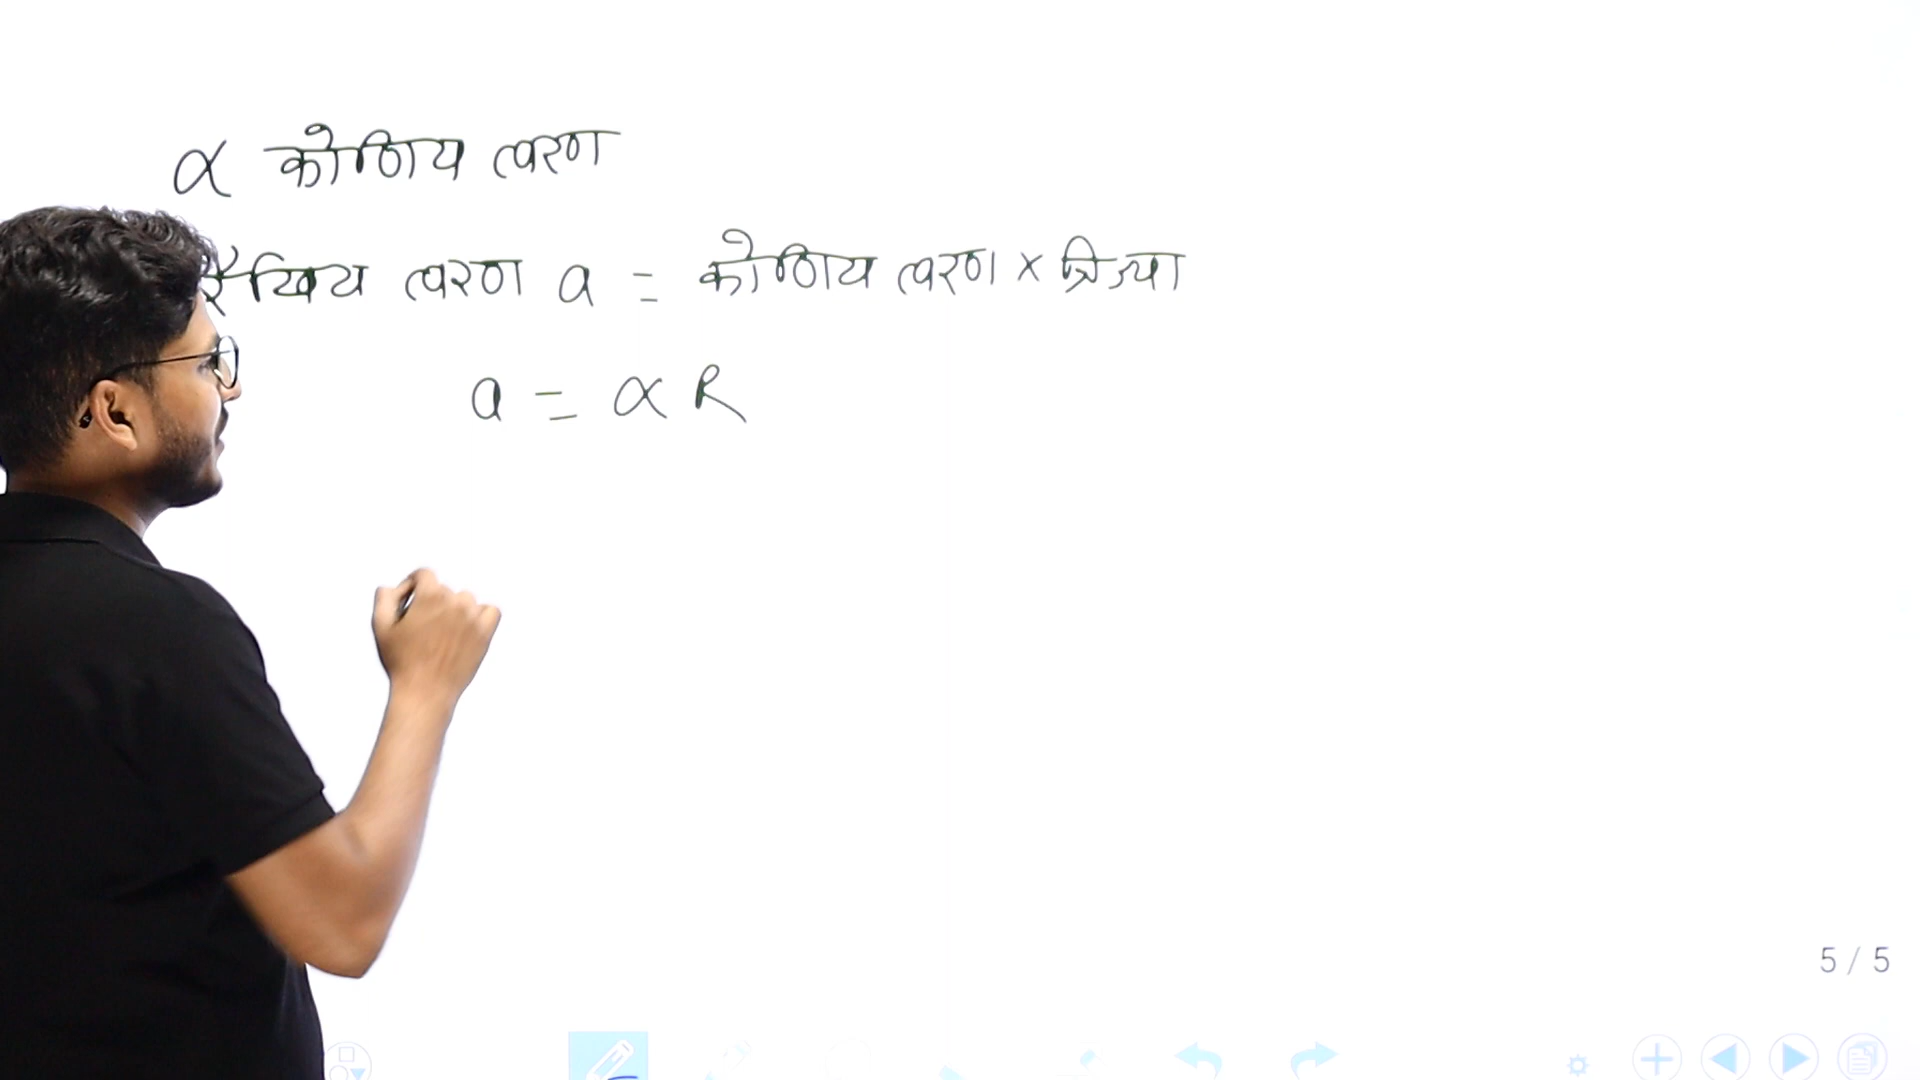 α कोणिय त्वरण
रैखिय त्वरण a = कोणिय त्वरण × त्रिज्या
a = α R
5 / 5